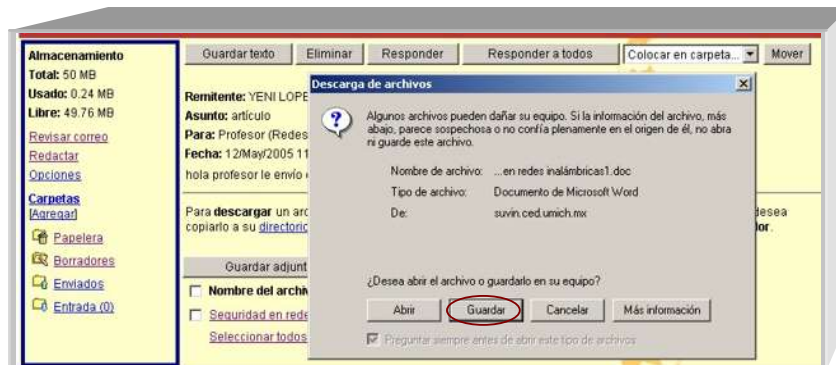 Almacenamiento
Total: 50 MB
Usado: 0.24 MB
Libre: 49.76 MB
Revisar correo
Redactar
Opciones
Carpetas
[Agregar]
Papelera
Borradores
Enviados
Entrada (0)
Guardar texto Eliminar Responder Responder a todos Colocar en carpeta... Mover
Remitente: YENI LOPE
Asunto: artículo
Para: Profesor (Redes
Fecha: 12/May/2005 11
hola profesor le envío
Para descargar un arc
copiarlo a su directorio
desea
lor.
Guardar adjunt
Nombre del archiv
Seguridad en rede
Seleccionar todos
Descarga de archivos
Algunos archivos pueden dañar su equipo. Si la información del archivo, más
abajo, parece sospechosa o no confía plenamente en el origen de él, no abra
ni guarde este archivo.
Nombre de archivo: ...en redes inalámbricas1.doc
Tipo de archivo: Documento de Microsoft Word
De: suvin.ced.umich.mx
¿Desea abrir el archivo o guardarlo en su equipo?
Abrir Guardar Cancelar Más información
Preguntar siempre antes de abrir este tipo de archivos